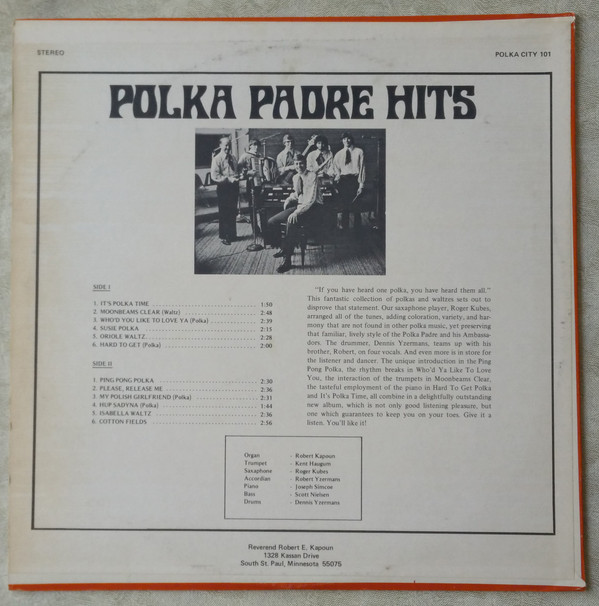 STEREO
POLKA CITY 101
POLKA PADRE HITS
SIDE I
1. IT'S POLKA TIME ........ 1:50
2. MOONBEAMS CLEAR (Waltz) ........ 2:48
3. WHO'D YOU LIKE TO LOVE YA (Polka) ........ 2:39
4. SUSIE POLKA ........ 2:15
5. ORIOLE WALTZ ........ 2:28
6. HARD TO GET (Polka) ........ 2:00
SIDE II
1. PING PONG POLKA ........ 2:30
2. PLEASE, RELEASE ME ........ 2:36
3. MY POLISH GIRLFRIEND (Polka) ........ 2:31
4. HUPSADYNA (Polka) ........ 1:44
5. ISABELLA WALTZ ........ 2:36
6. COTTON FIELDS ........ 2:56
"If you have heard one polka, you have heard them all."
This fantastic collection of polkas and waltzes sets out to
disprove that statement. Our saxophone player, Roger Kubes,
arranged all of the tunes, adding coloration, variety, and har-
mony that are not found in other polka music, yet preserving
that familiar, lively style of the Polka Padre and his Ambassa-
dors. The drummer, Dennis Yzermans, teams up with his
brother, Robert, on four vocals. And even more is in store for
the listener and dancer. The unique introduction in the Ping
Pong Polka, the rhythm breaks in Who'd Ya Like To Love
You, the interaction of the trumpets in Moonbeams Clear,
the tasteful employment of the piano in Hard To Get Polka
and It's Polka Time, all combine in a delightfully outstanding
new album, which is not only good listening pleasure, but
one which guarantees to keep you on your toes. Give it a
listen. You'll like it!
Organ - Robert Kapoun
Trumpet - Kent Haugum
Saxophone - Roger Kubes
Accordian - Robert Yzermans
Piano - Joseph Simcoe
Bass - Scott Nielsen
Drums - Dennis Yzermans
Reverend Robert E. Kapoun
1328 Kassan Drive
South St. Paul, Minnesota 55075